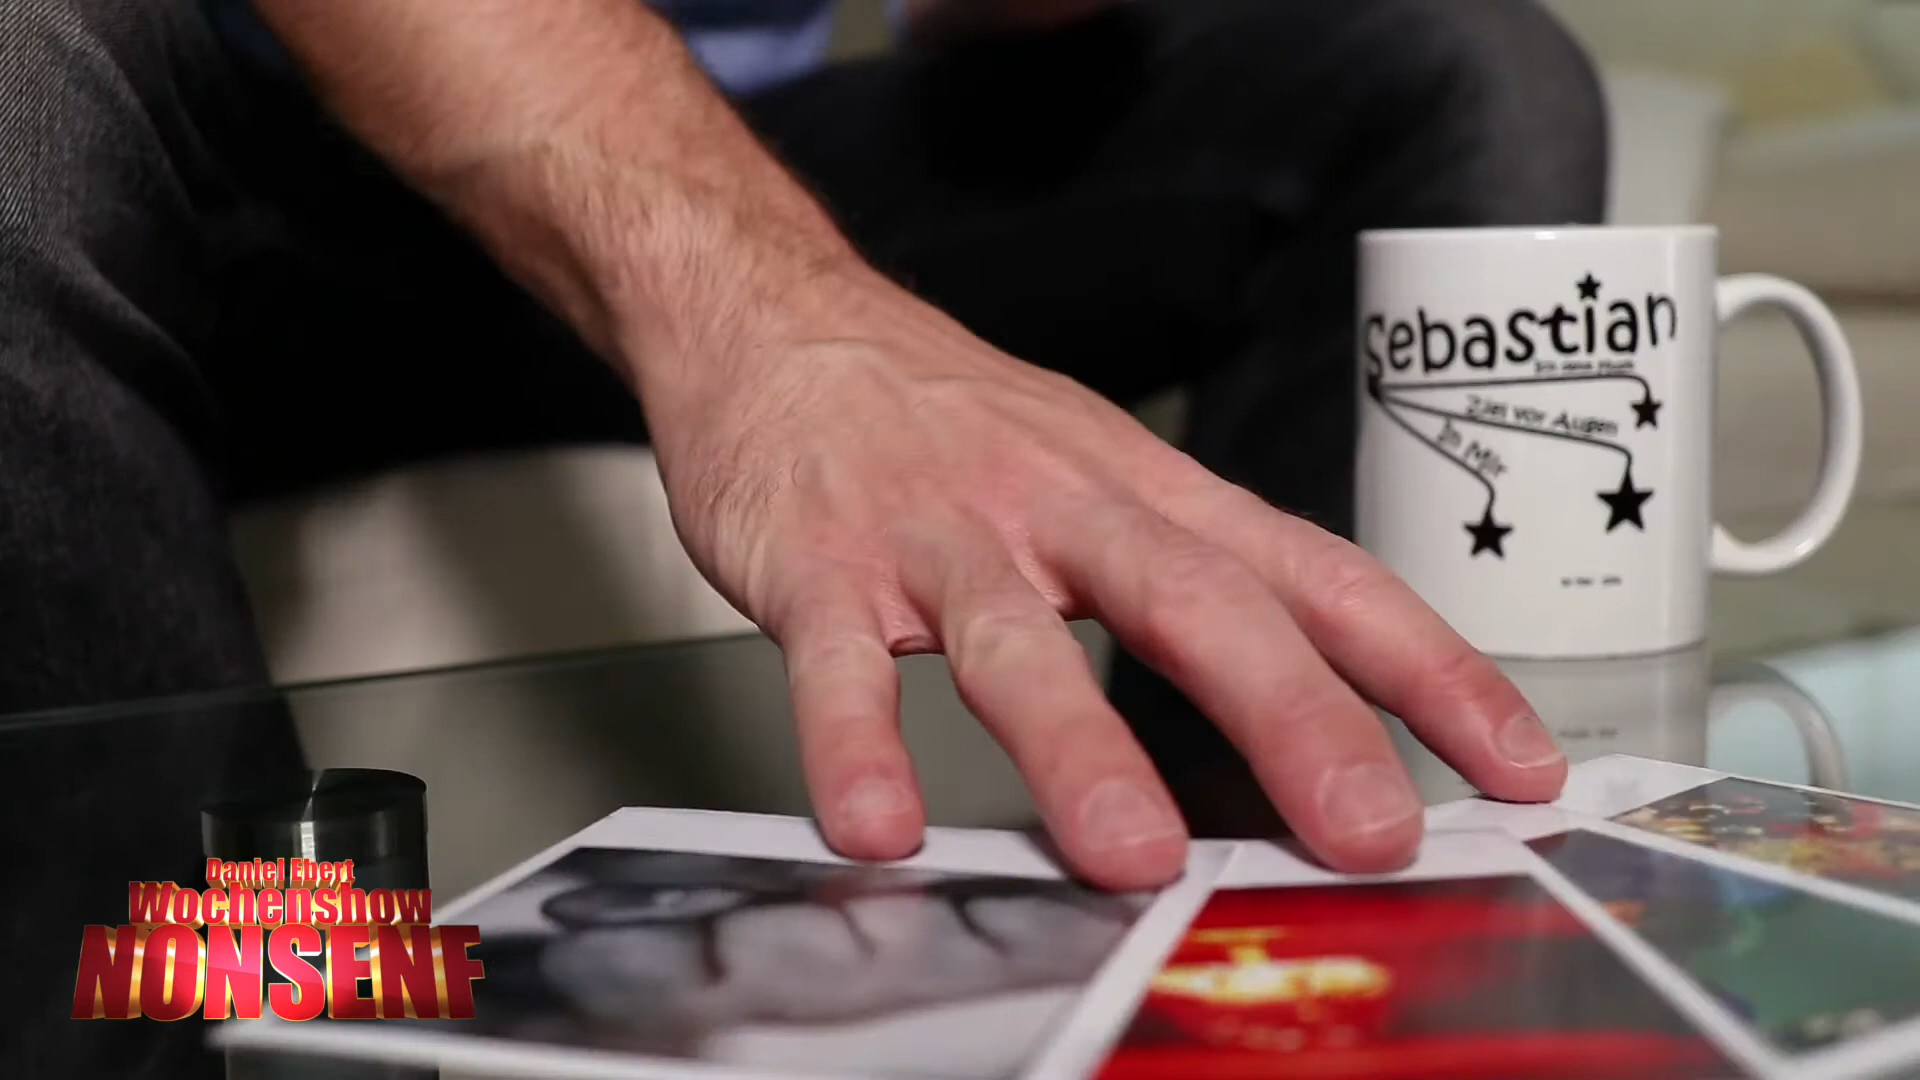 Sebastian
Ziel vor Augen
In Mir
Daniel Ebert
Wochenshow
NONSENF